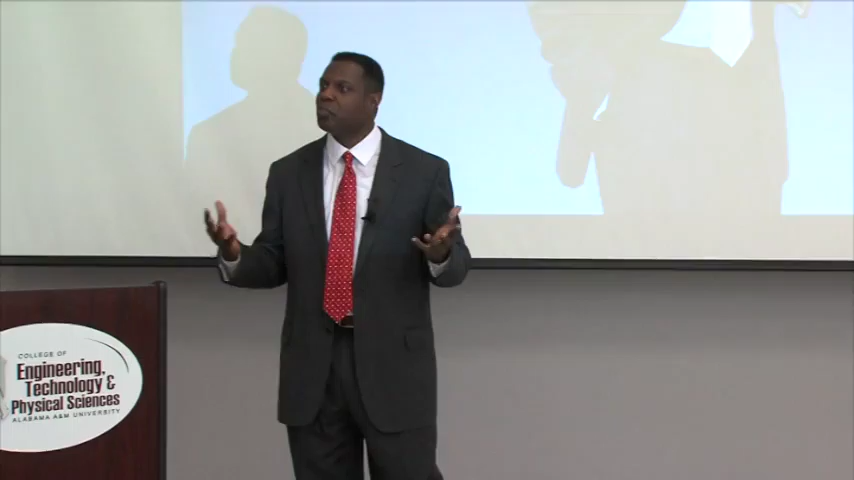 COLLEGE OF
Engineering,
Technology &
Physical Sciences
ALABAMA A&M UNIVERSITY